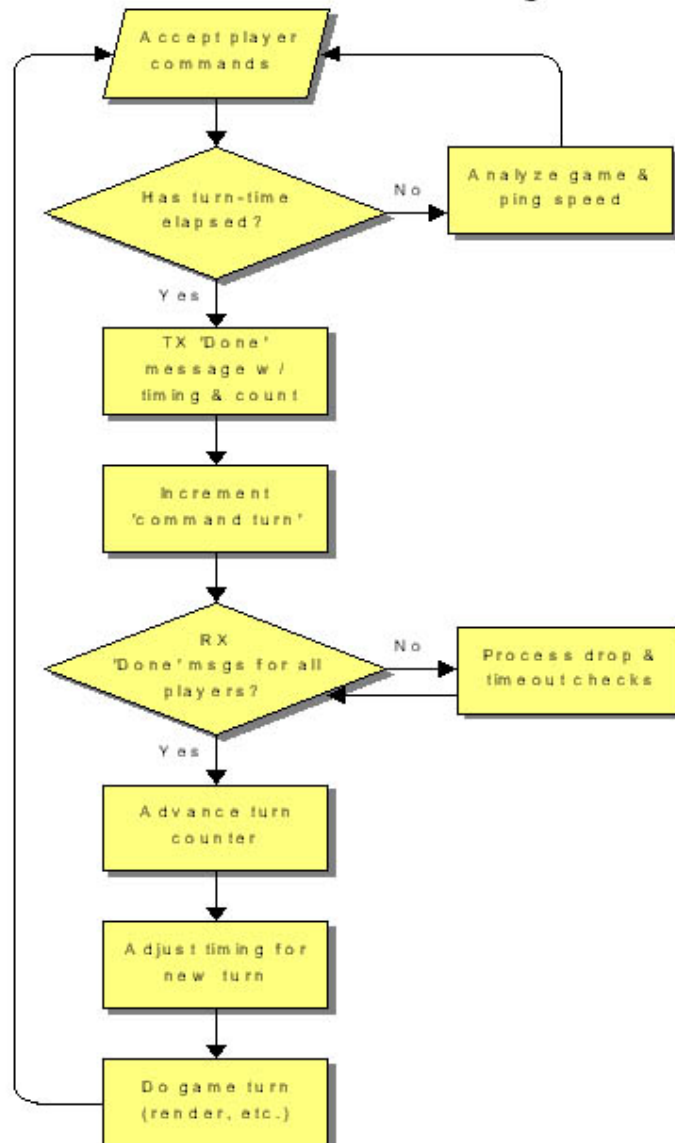 Accept player
commands
Has turn-time
elapsed?
No
Analyze game &
ping speed
Yes
TX 'Done'
message w/
timing & count
Increment
'command turn'
RX
'Done' msgs for all
players?
No
Process drop &
timeout checks
Yes
Advance turn
counter
Adjust timing for
new turn
Do game turn
(render, etc.)